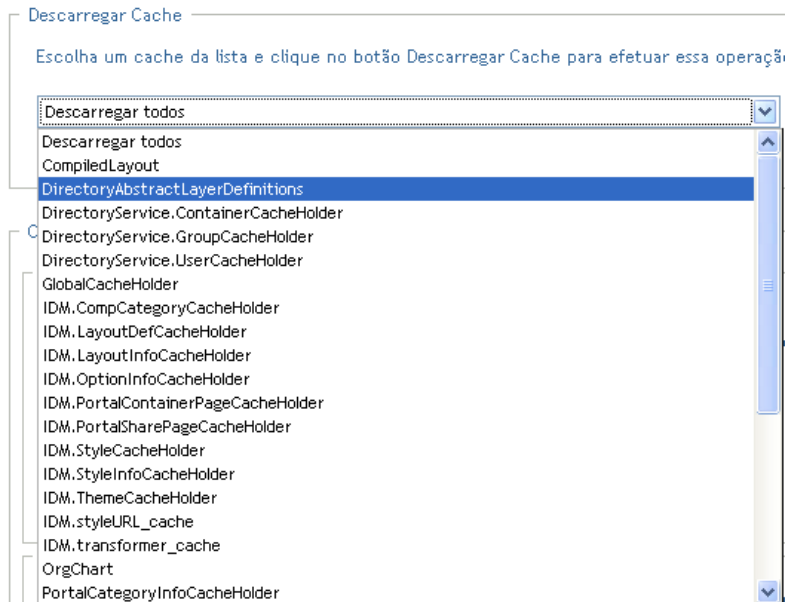 Descarregar Cache
Escolha um cache da lista e clique no botão Descarregar Cache para efetuar essa
Descarregar todos
Descarregar todos
CompiledLayout
DirectoryAbstractLayerDefinitions
DirectoryService.ContainerCacheHolder
DirectoryService.GroupCacheHolder
DirectoryService.UserCacheHolder
GlobalCacheHolder
IDM.CompCategoryCacheHolder
IDM.LayoutDefCacheHolder
IDM.LayoutInfoCacheHolder
IDM.OptionInfoCacheHolder
IDM.PortalContainerPageCacheHolder
IDM.PortalSharePageCacheHolder
IDM.StyleCacheHolder
IDM.StyleInfoCacheHolder
IDM.ThemeCacheHolder
IDM.styleURL_cache
IDM.transformer_cache
OrgChart
PortalCategoryInfoCacheHolder